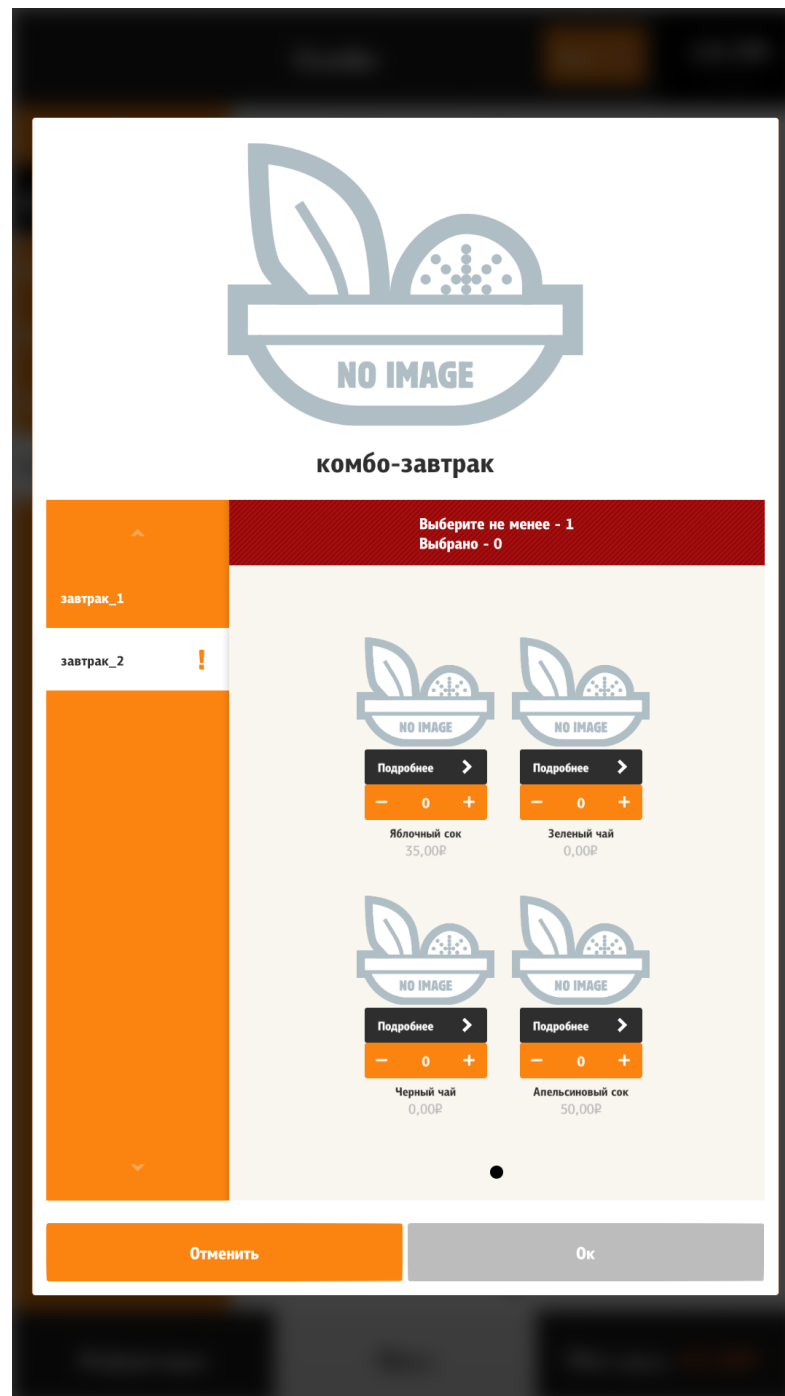 NO IMAGE
комбо-завтрак
Выберите не менее - 1
Выбрано - 0
завтрак_1
завтрак_2 !
NO IMAGE NO IMAGE
Подробнее Подробнее
− 0 + − 0 +
Яблочный сок Зеленый чай
35,00₽ 0,00₽
NO IMAGE NO IMAGE
Подробнее Подробнее
− 0 + − 0 +
Черный чай Апельсиновый сок
0,00₽ 50,00₽
Отменить Ок